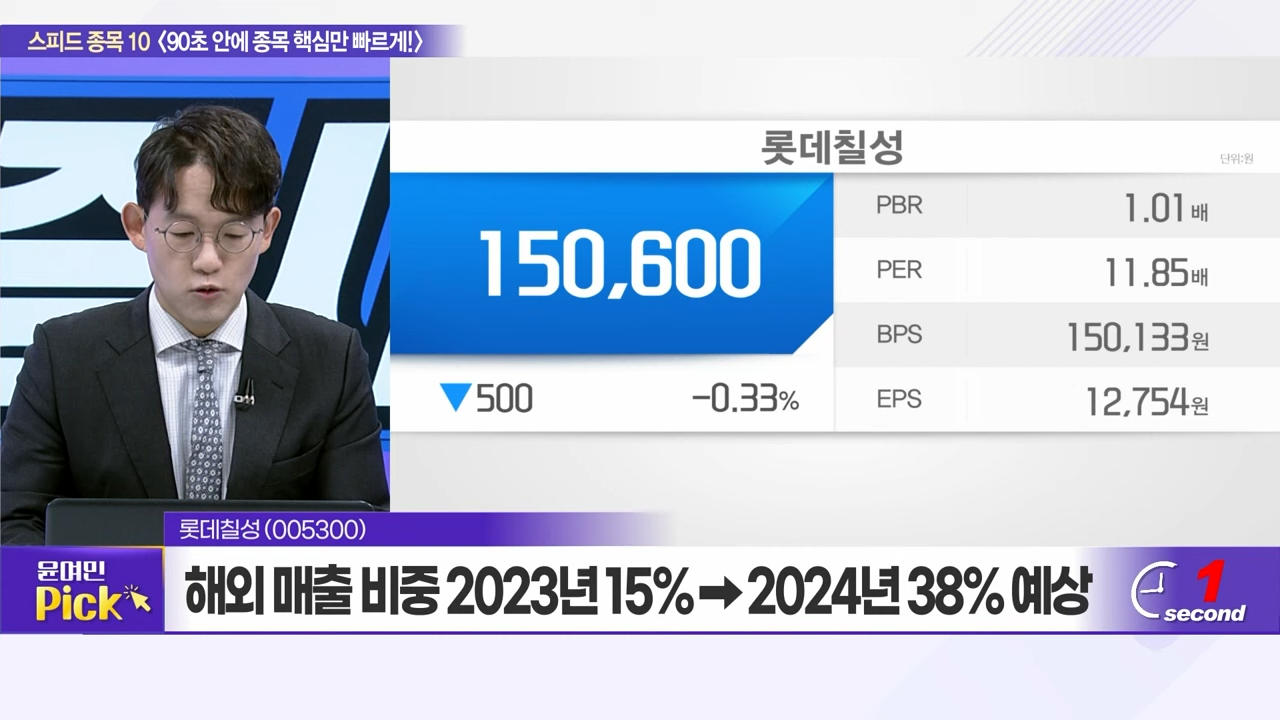 스피드 종목 10 〈90초 안에 종목 핵심만 빠르게!〉
롯데칠성
단위:원
150,600
▼500 -0.33%
PBR 1.01배
PER 11.85배
BPS 150,133원
EPS 12,754원
롯데칠성 (005300)
윤여민
Pick
해외 매출 비중 2023년 15% → 2024년 38% 예상
1
second